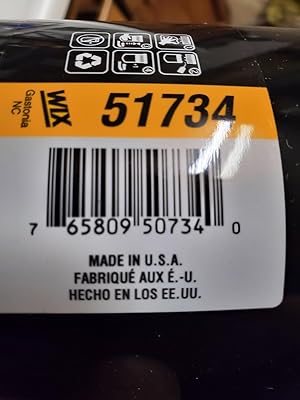 Gastonia
NC
WIX
51734
7 65809 50734 0
MADE IN U.S.A.
FABRIQUÉ AUX É.-U.
HECHO EN LOS EE.UU.